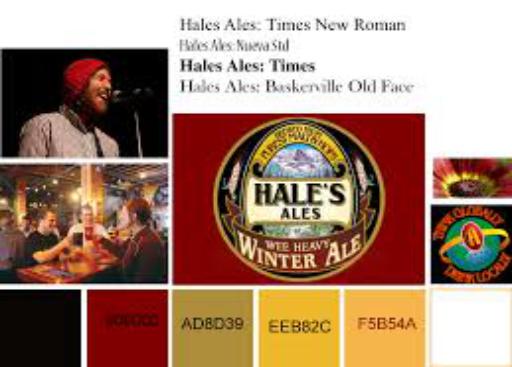 Hales Ales: Times New Roman
Hales Ales: Nueva Std
Hales Ales: Times
Hales Ales: Baskerville Old Face
HALE'S
ALES
WEE HEAVY
WINTER ALE
THINK GLOBALLY
DRINK LOCALLY
AD8D39
EEB82C
F5B54A